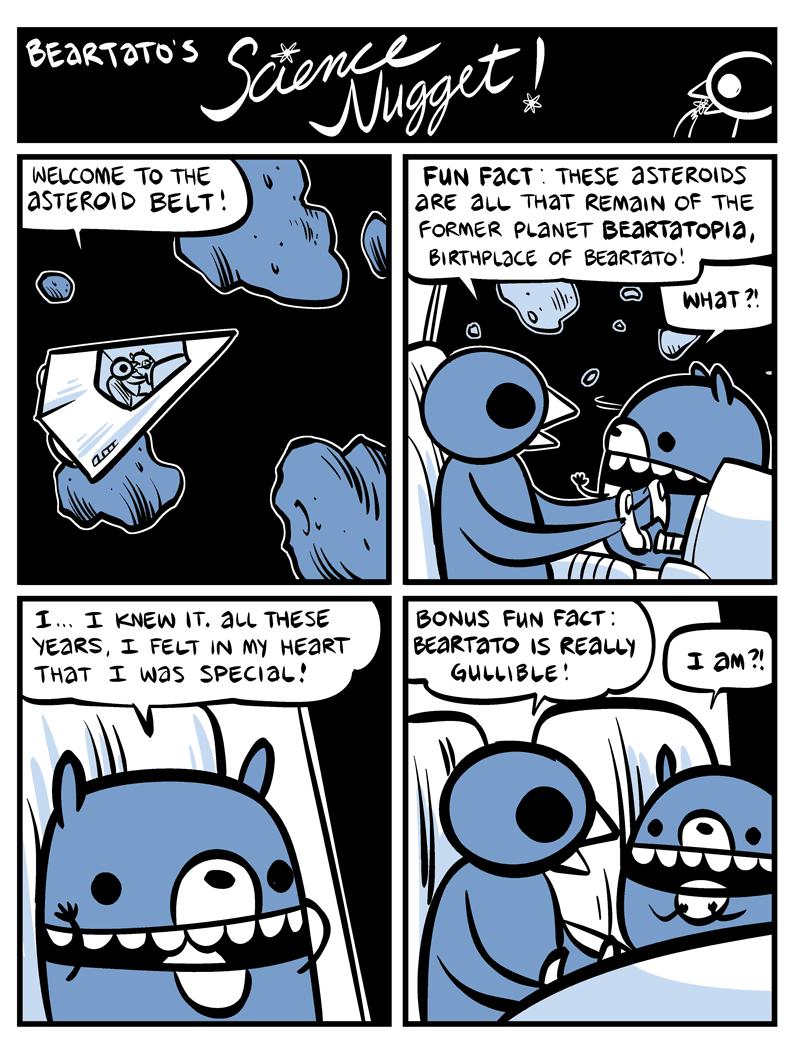 BEARTATO'S
Science
Nugget!
WELCOME TO THE
ASTEROID BELT!
FUN FACT: THESE ASTEROIDS
ARE ALL THAT REMAIN OF THE
FORMER PLANET BEARTATOPIA,
BIRTHPLACE OF BEARTATO!
WHAT?!
I... I KNEW IT. ALL THESE
YEARS, I FELT IN MY HEART
THAT I WAS SPECIAL!
BONUS FUN FACT:
BEARTATO IS REALLY
GULLIBLE!
I AM?!